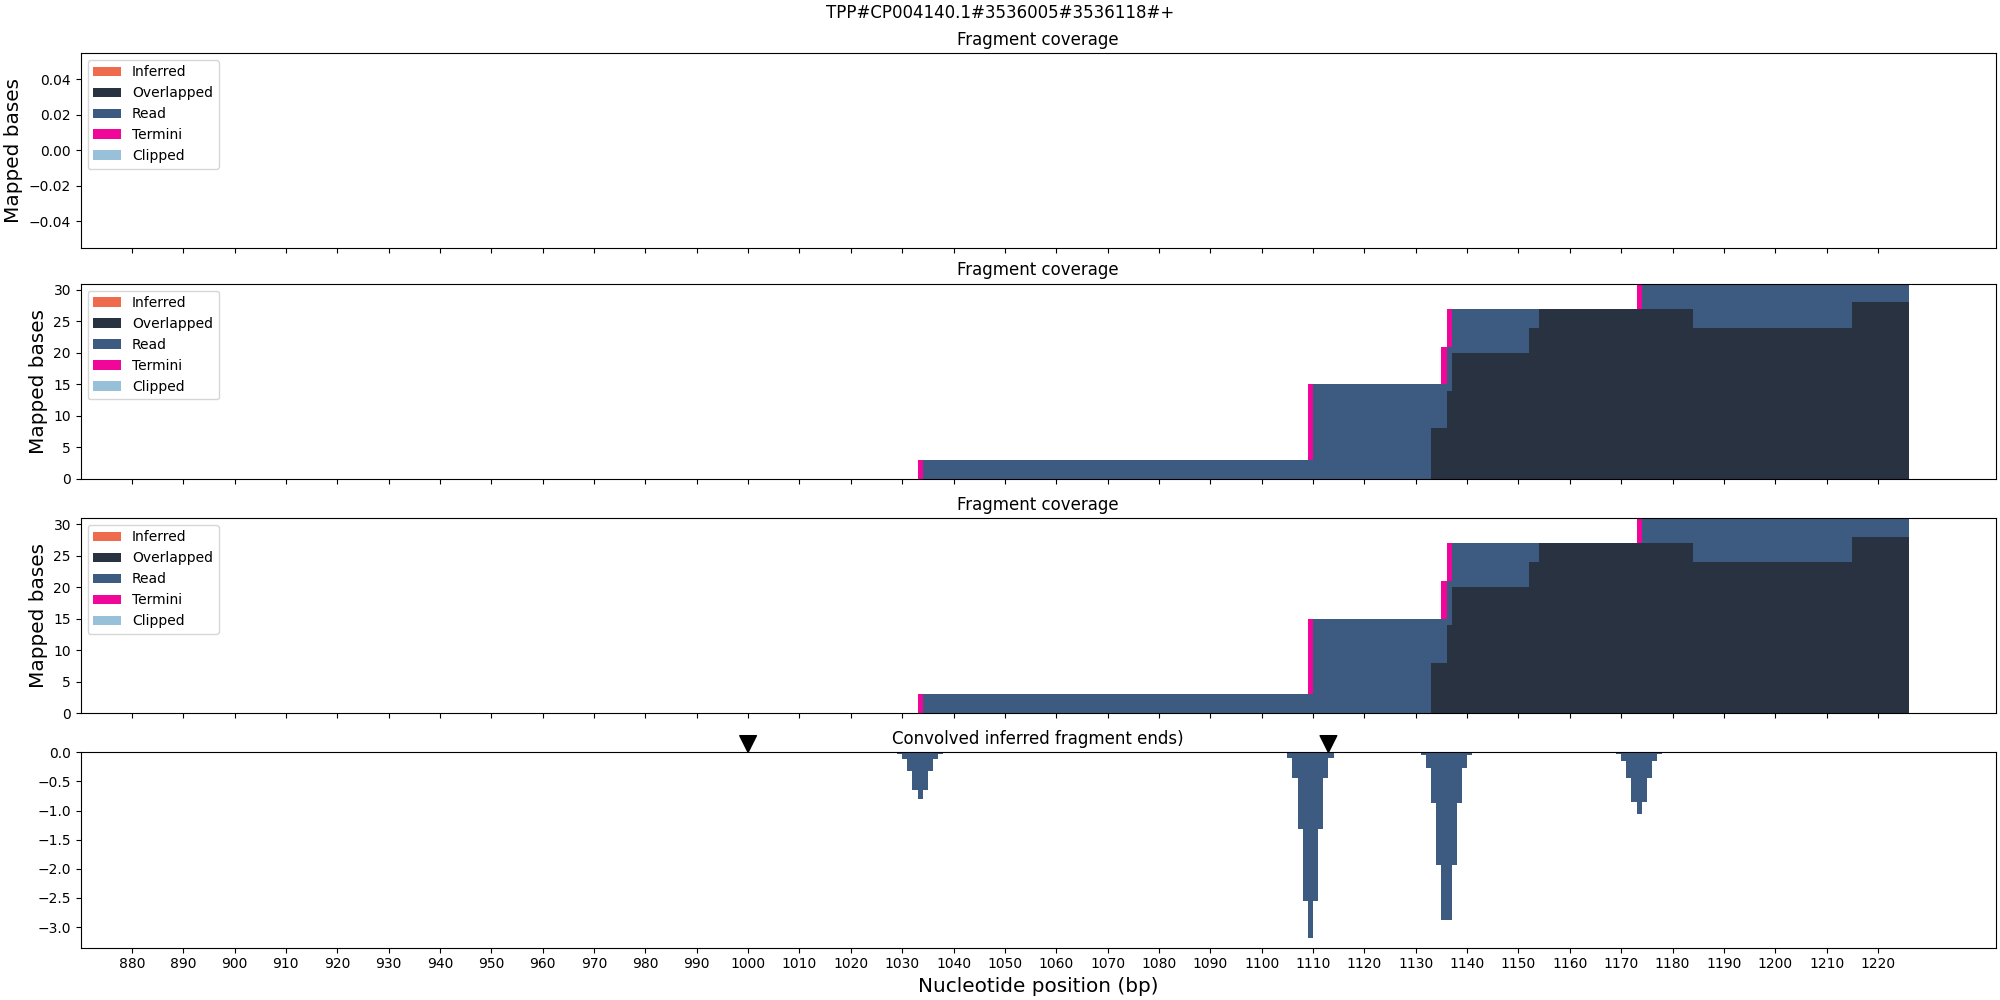 TPP#CP004140.1#3536005#3536118#+
Fragment coverage
Mapped bases
0.04
0.02
0.00
−0.02
−0.04
Inferred
Overlapped
Read
Termini
Clipped
Fragment coverage
Mapped bases
30
25
20
15
10
5
0
Inferred
Overlapped
Read
Termini
Clipped
Fragment coverage
Mapped bases
30
25
20
15
10
5
0
Inferred
Overlapped
Read
Termini
Clipped
Convolved inferred fragment ends)
0.0
−0.5
−1.0
−1.5
−2.0
−2.5
−3.0
880 890 900 910 920 930 940 950 960 970 980 990 1000 1010 1020 1030 1040 1050 1060 1070 1080 1090 1100 1110 1120 1130 1140 1150 1160 1170 1180 1190 1200 1210 1220
Nucleotide position (bp)